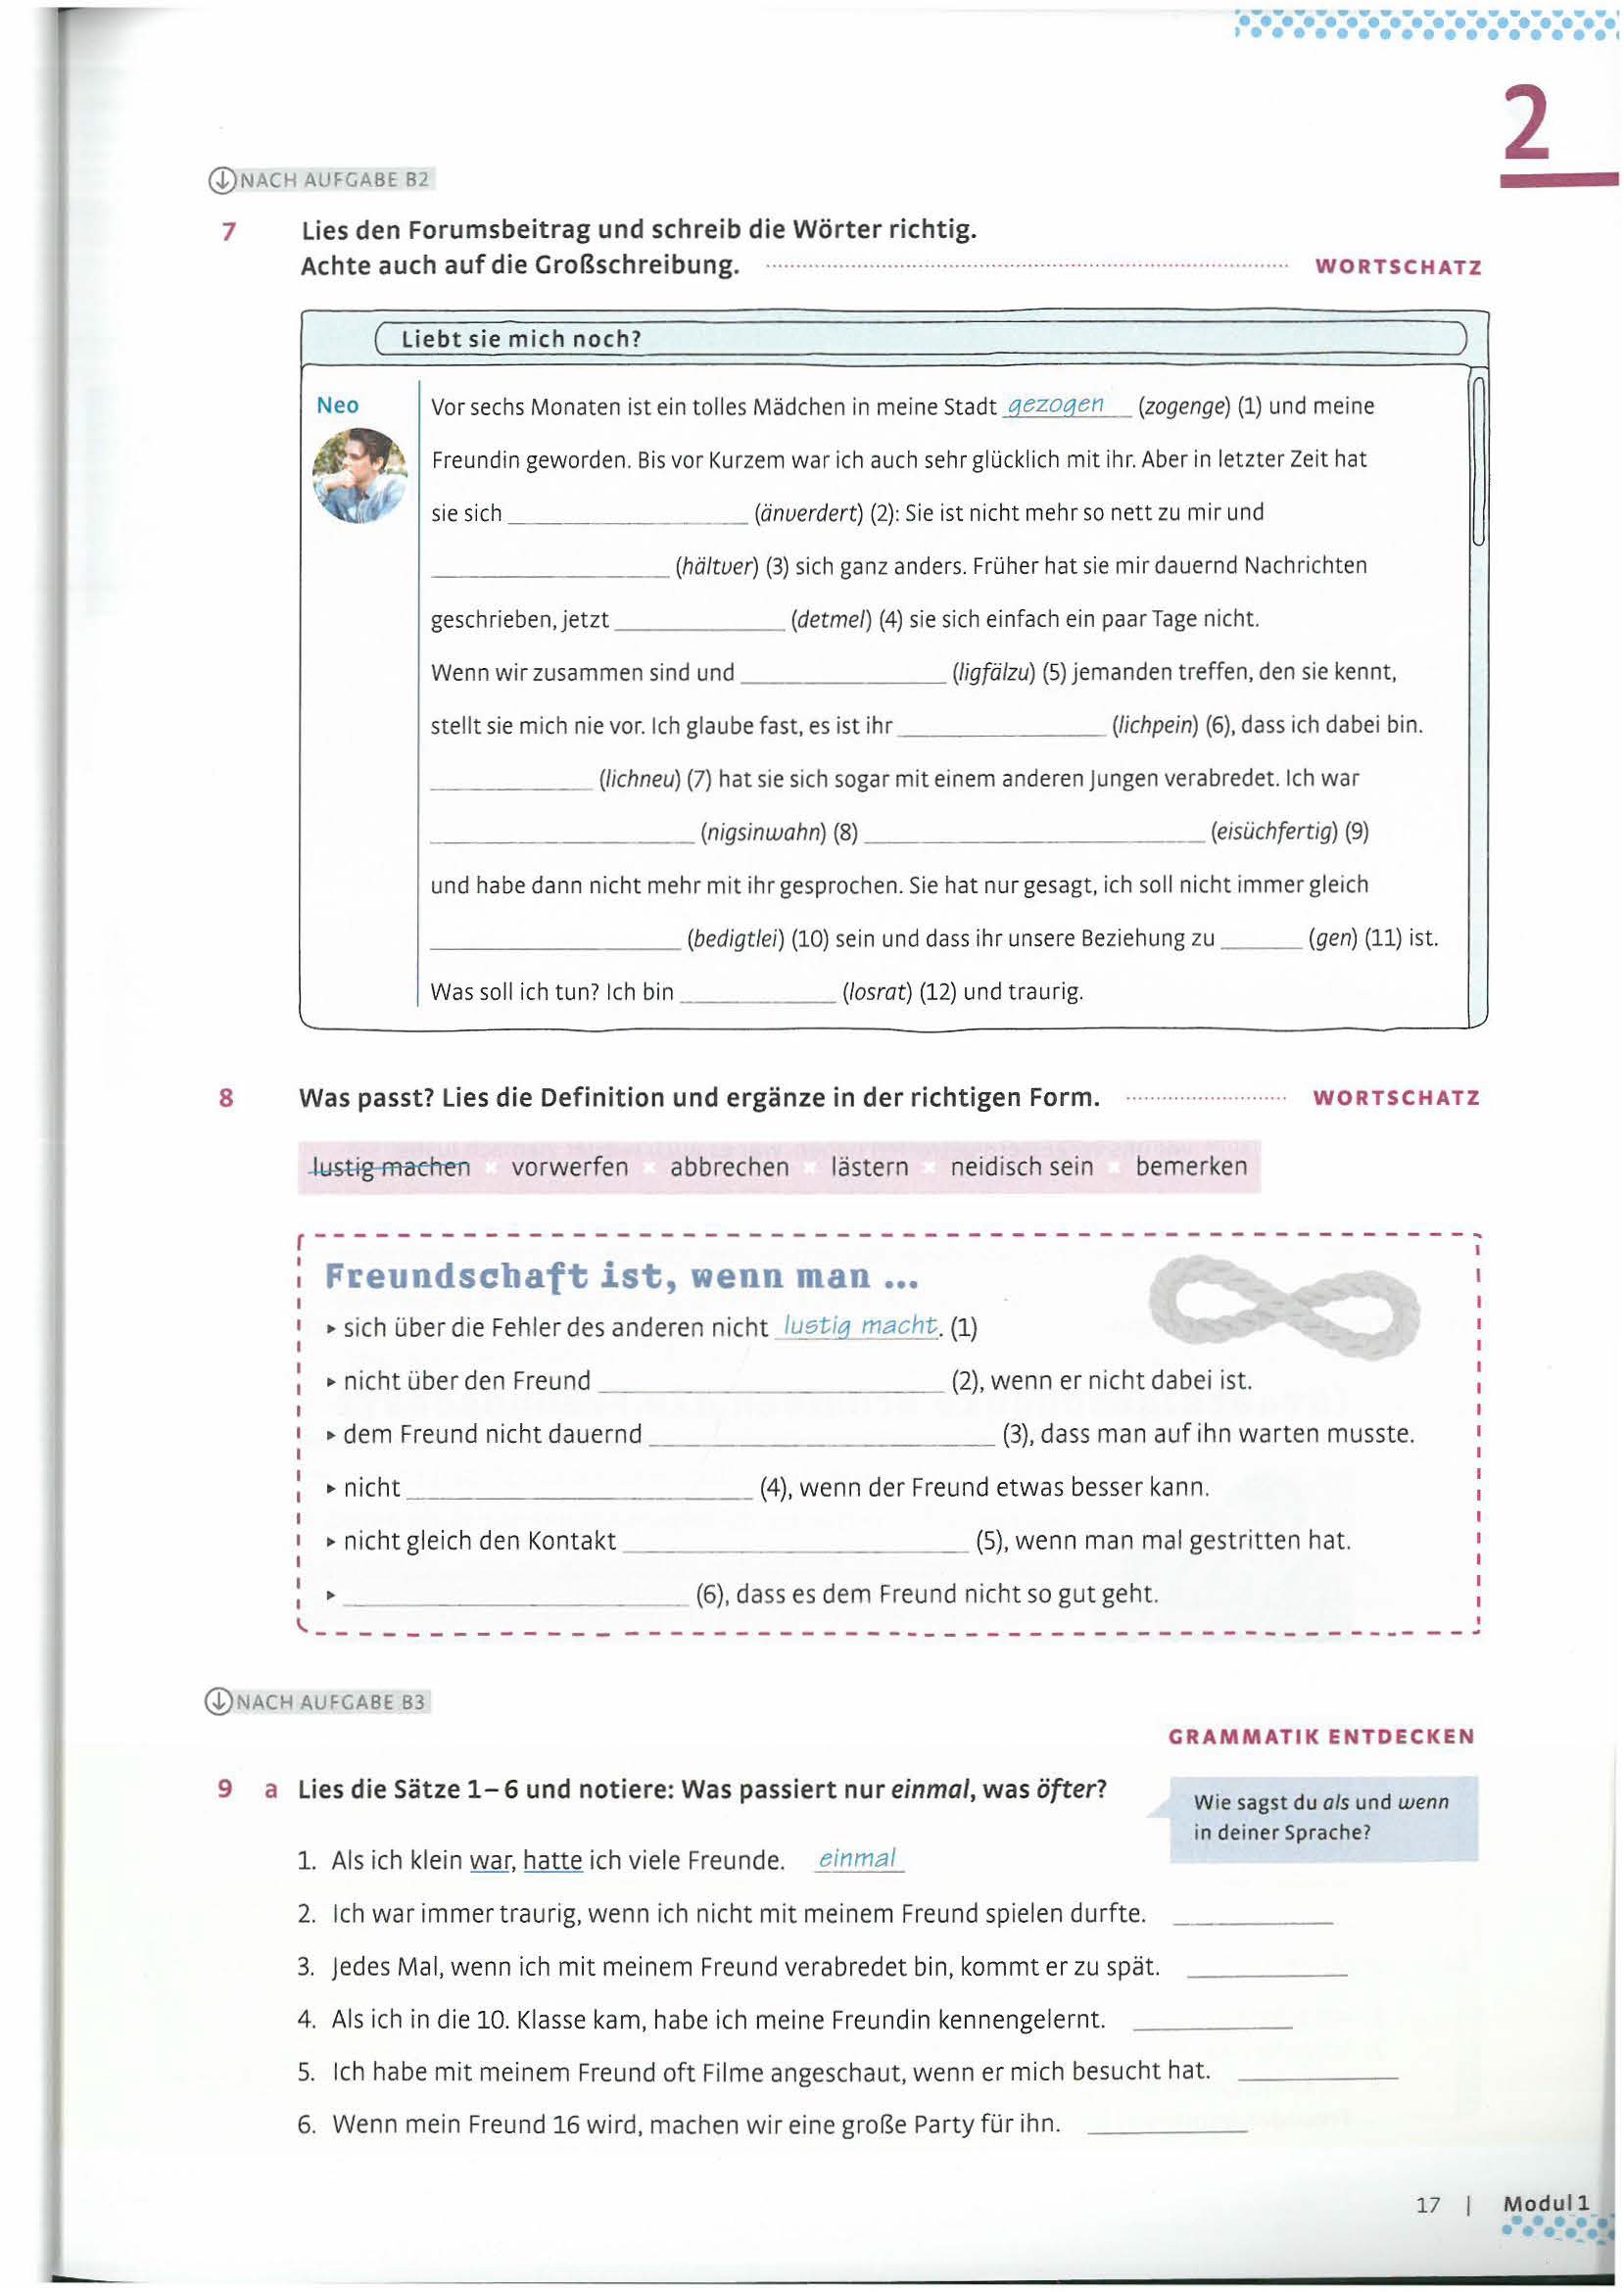 2
NACH AUFGABE B2
7 Lies den Forumsbeitrag und schreib die Wörter richtig.
Achte auch auf die Großschreibung. WORTSCHATZ
Liebt sie mich noch?
Neo
Vor sechs Monaten ist ein tolles Mädchen in meine Stadt gezogen (zogenge) (1) und meine
Freundin geworden. Bis vor Kurzem war ich auch sehr glücklich mit ihr. Aber in letzter Zeit hat
sie sich ____________ (änverdert) (2): Sie ist nicht mehr so nett zu mir und
____________ (hältver) (3) sich ganz anders. Früher hat sie mir dauernd Nachrichten
geschrieben, jetzt ____________ (detmel) (4) sie sich einfach ein paar Tage nicht.
Wenn wir zusammen sind und ____________ (ligfälzu) (5) jemanden treffen, den sie kennt,
stellt sie mich nie vor. Ich glaube fast, es ist ihr ____________ (lichpein) (6), dass ich dabei bin.
____________ (lichneu) (7) hat sie sich sogar mit einem anderen Jungen verabredet. Ich war
____________ (nigsinwahn) (8) ____________ (eisüchfertig) (9)
und habe dann nicht mehr mit ihr gesprochen. Sie hat nur gesagt, ich soll nicht immer gleich
____________ (bedigtlei) (10) sein und dass ihr unsere Beziehung zu ______ (gen) (11) ist.
Was soll ich tun? Ich bin ____________ (losrat) (12) und traurig.
8 Was passt? Lies die Definition und ergänze in der richtigen Form. WORTSCHATZ
lustig machen × vorwerfen × abbrechen × lästern × neidisch sein × bemerken
Freundschaft ist, wenn man ...
▸ sich über die Fehler des anderen nicht lustig macht. (1)
▸ nicht über den Freund ____________ (2), wenn er nicht dabei ist.
▸ dem Freund nicht dauernd ____________ (3), dass man auf ihn warten musste.
▸ nicht ____________ (4), wenn der Freund etwas besser kann.
▸ nicht gleich den Kontakt ____________ (5), wenn man mal gestritten hat.
▸ ____________ (6), dass es dem Freund nicht so gut geht.
NACH AUFGABE B3
GRAMMATIK ENTDECKEN
9 a Lies die Sätze 1–6 und notiere: Was passiert nur einmal, was öfter?
Wie sagst du als und wenn
in deiner Sprache?
1. Als ich klein war, hatte ich viele Freunde. einmal
2. Ich war immer traurig, wenn ich nicht mit meinem Freund spielen durfte. ________
3. Jedes Mal, wenn ich mit meinem Freund verabredet bin, kommt er zu spät. ________
4. Als ich in die 10. Klasse kam, habe ich meine Freundin kennengelernt. ________
5. Ich habe mit meinem Freund oft Filme angeschaut, wenn er mich besucht hat. ________
6. Wenn mein Freund 16 wird, machen wir eine große Party für ihn. ________
17 | Modul 1